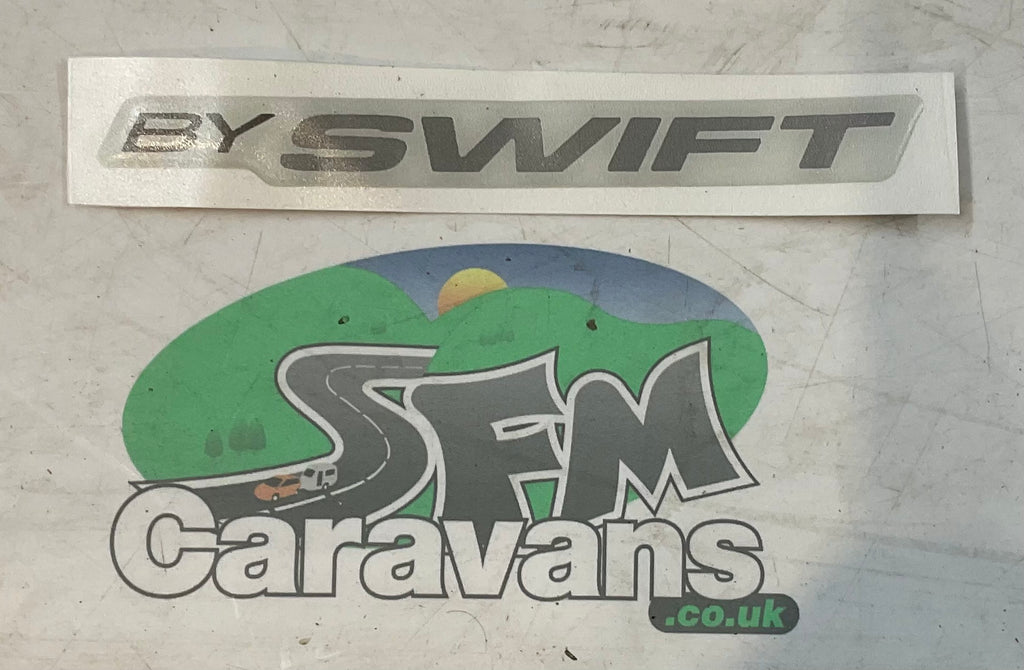 BY SWIFT
SFM
Caravans
.co.uk